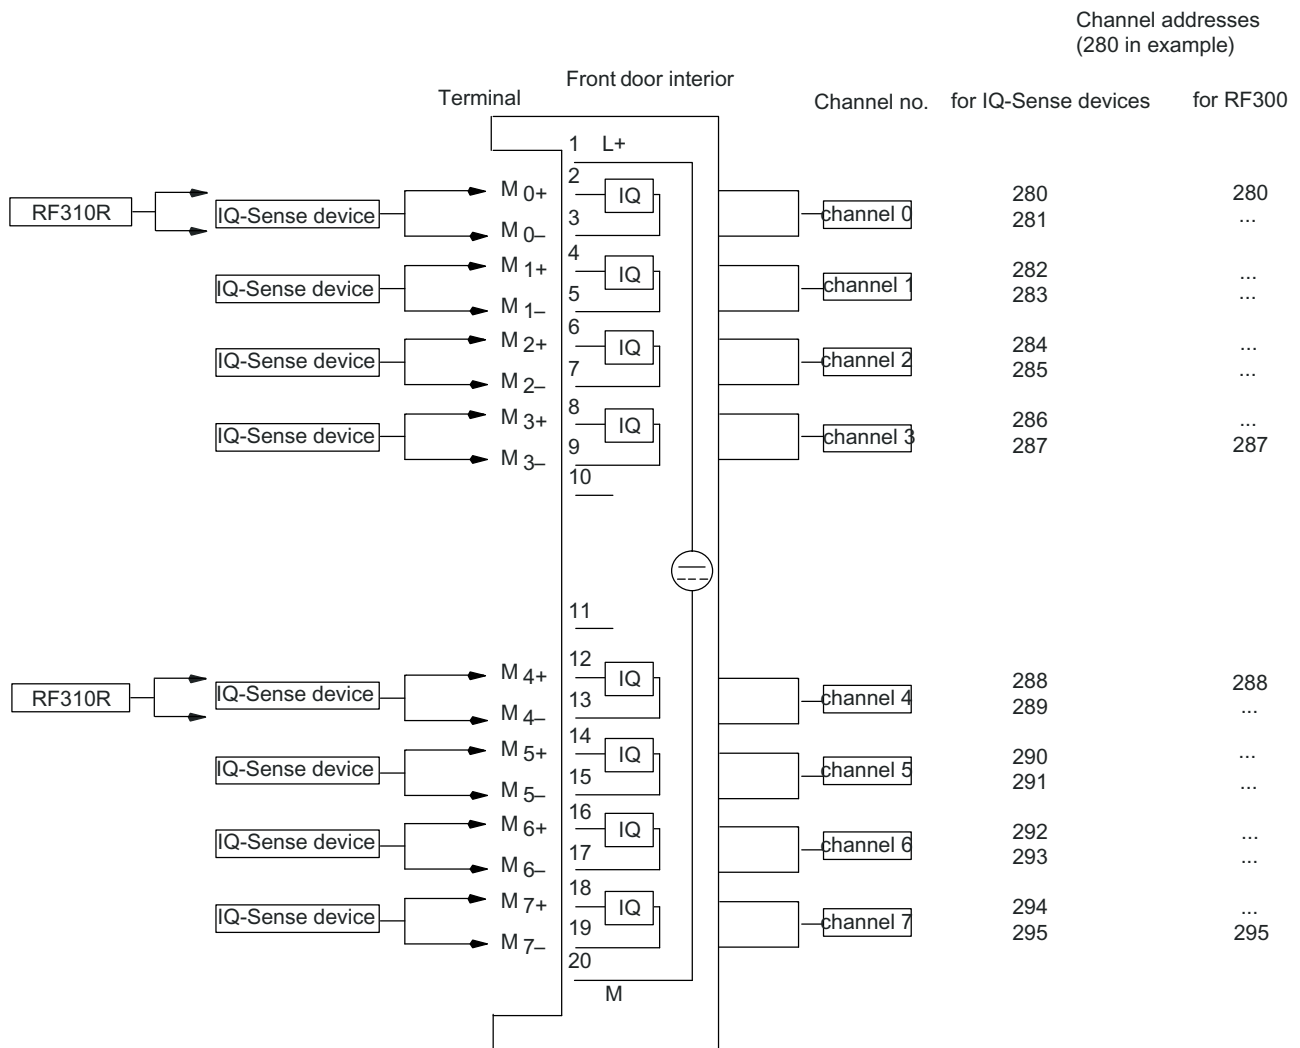 Channel addresses
(280 in example)
Front door interior
Terminal
Channel no. for IQ-Sense devices for RF300
1 L+
RF310R IQ-Sense device M 0+ 2 IQ channel 0 280 280
M 0– 3 281 ...
IQ-Sense device M 1+ 4 IQ channel 1 282 ...
M 1– 5 283 ...
IQ-Sense device M 2+ 6 IQ channel 2 284 ...
M 2– 7 285 ...
IQ-Sense device M 3+ 8 IQ channel 3 286 ...
M 3– 9 287 287
10
11
RF310R IQ-Sense device M 4+ 12 IQ channel 4 288 288
M 4– 13 289 ...
IQ-Sense device M 5+ 14 IQ channel 5 290 ...
M 5– 15 291 ...
IQ-Sense device M 6+ 16 IQ channel 6 292 ...
M 6– 17 293 ...
IQ-Sense device M 7+ 18 IQ channel 7 294 ...
M 7– 19 295 295
20
M